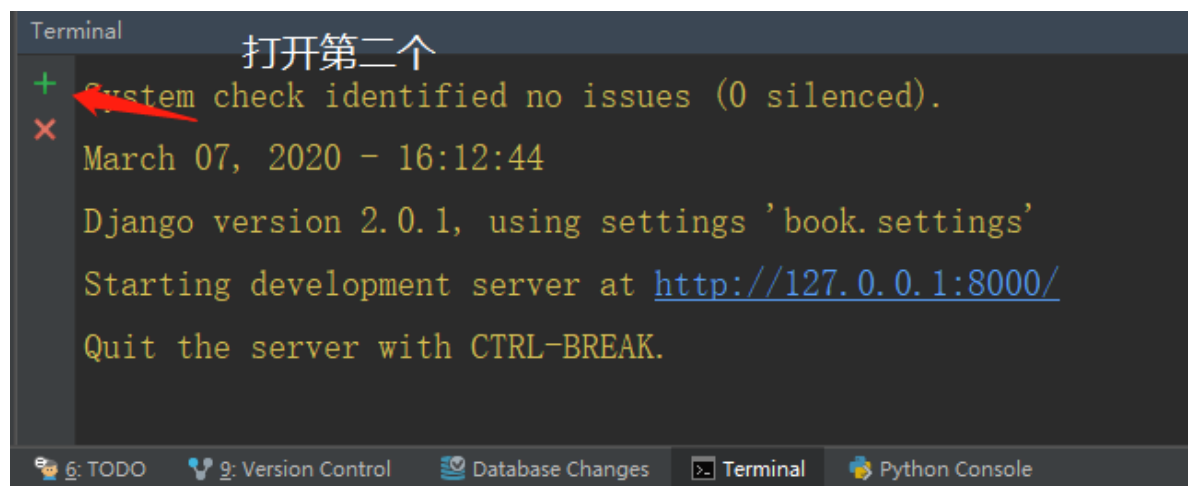 Terminal
打开第二个
System check identified no issues (0 silenced).
March 07, 2020 - 16:12:44
Django version 2.0.1, using settings 'book.settings'
Starting development server at http://127.0.0.1:8000/
Quit the server with CTRL-BREAK.
6: TODO 9: Version Control Database Changes Terminal Python Console